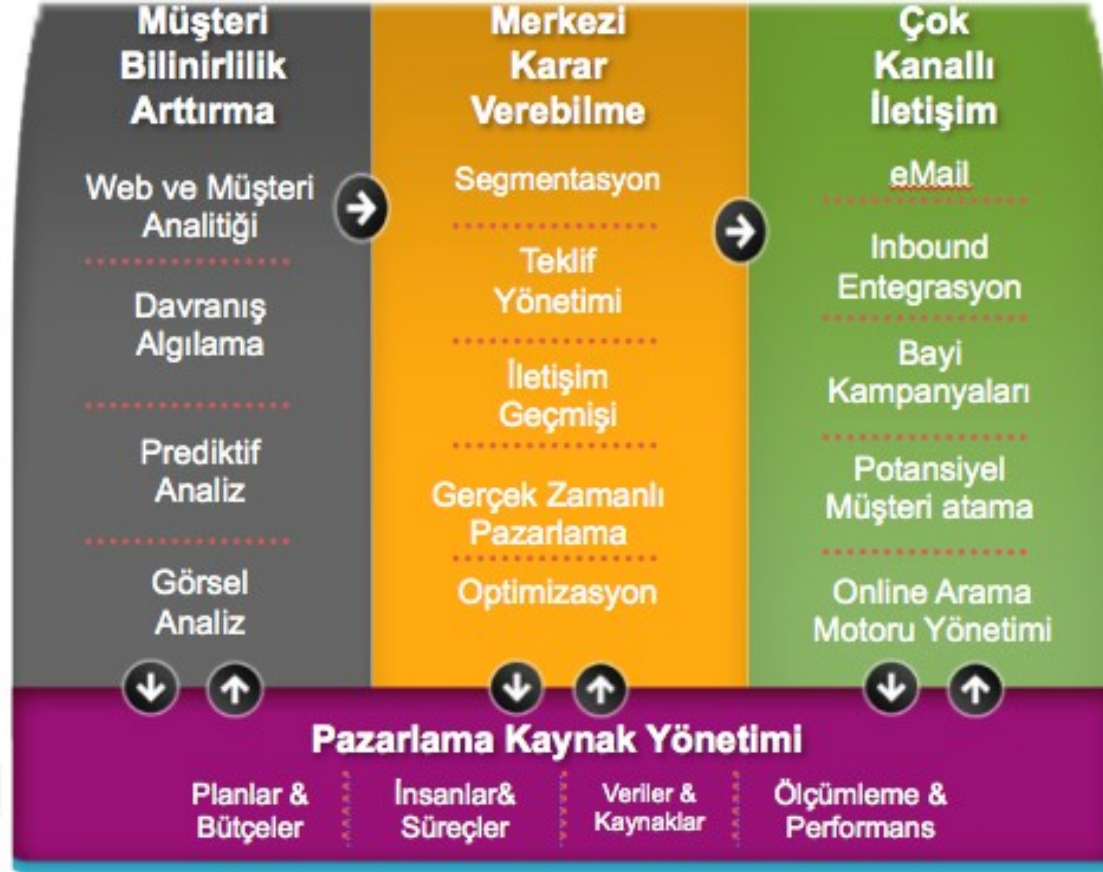 Müşteri
Bilinirlilik
Arttırma
Web ve Müşteri
Analitiği
Davranış
Algılama
Prediktif
Analiz
Görsel
Analiz
Merkezi
Karar
Verebilme
Segmentasyon
Teklif
Yönetimi
İletişim
Geçmişi
Gerçek Zamanlı
Pazarlama
Optimizasyon
Çok
Kanallı
İletişim
eMail
Inbound
Entegrasyon
Bayi
Kampanyaları
Potansiyel
Müşteri atama
Online Arama
Motoru Yönetimi
Pazarlama Kaynak Yönetimi
Planlar &
Bütçeler
İnsanlar&
Süreçler
Veriler &
Kaynaklar
Ölçümleme &
Performans